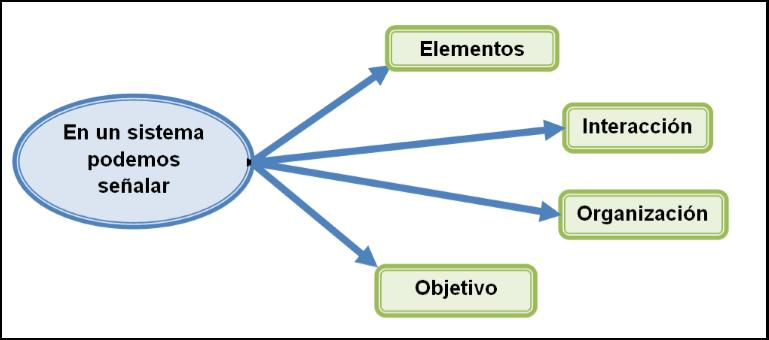 En un sistema
podemos
señalar
Elementos
Interacción
Organización
Objetivo